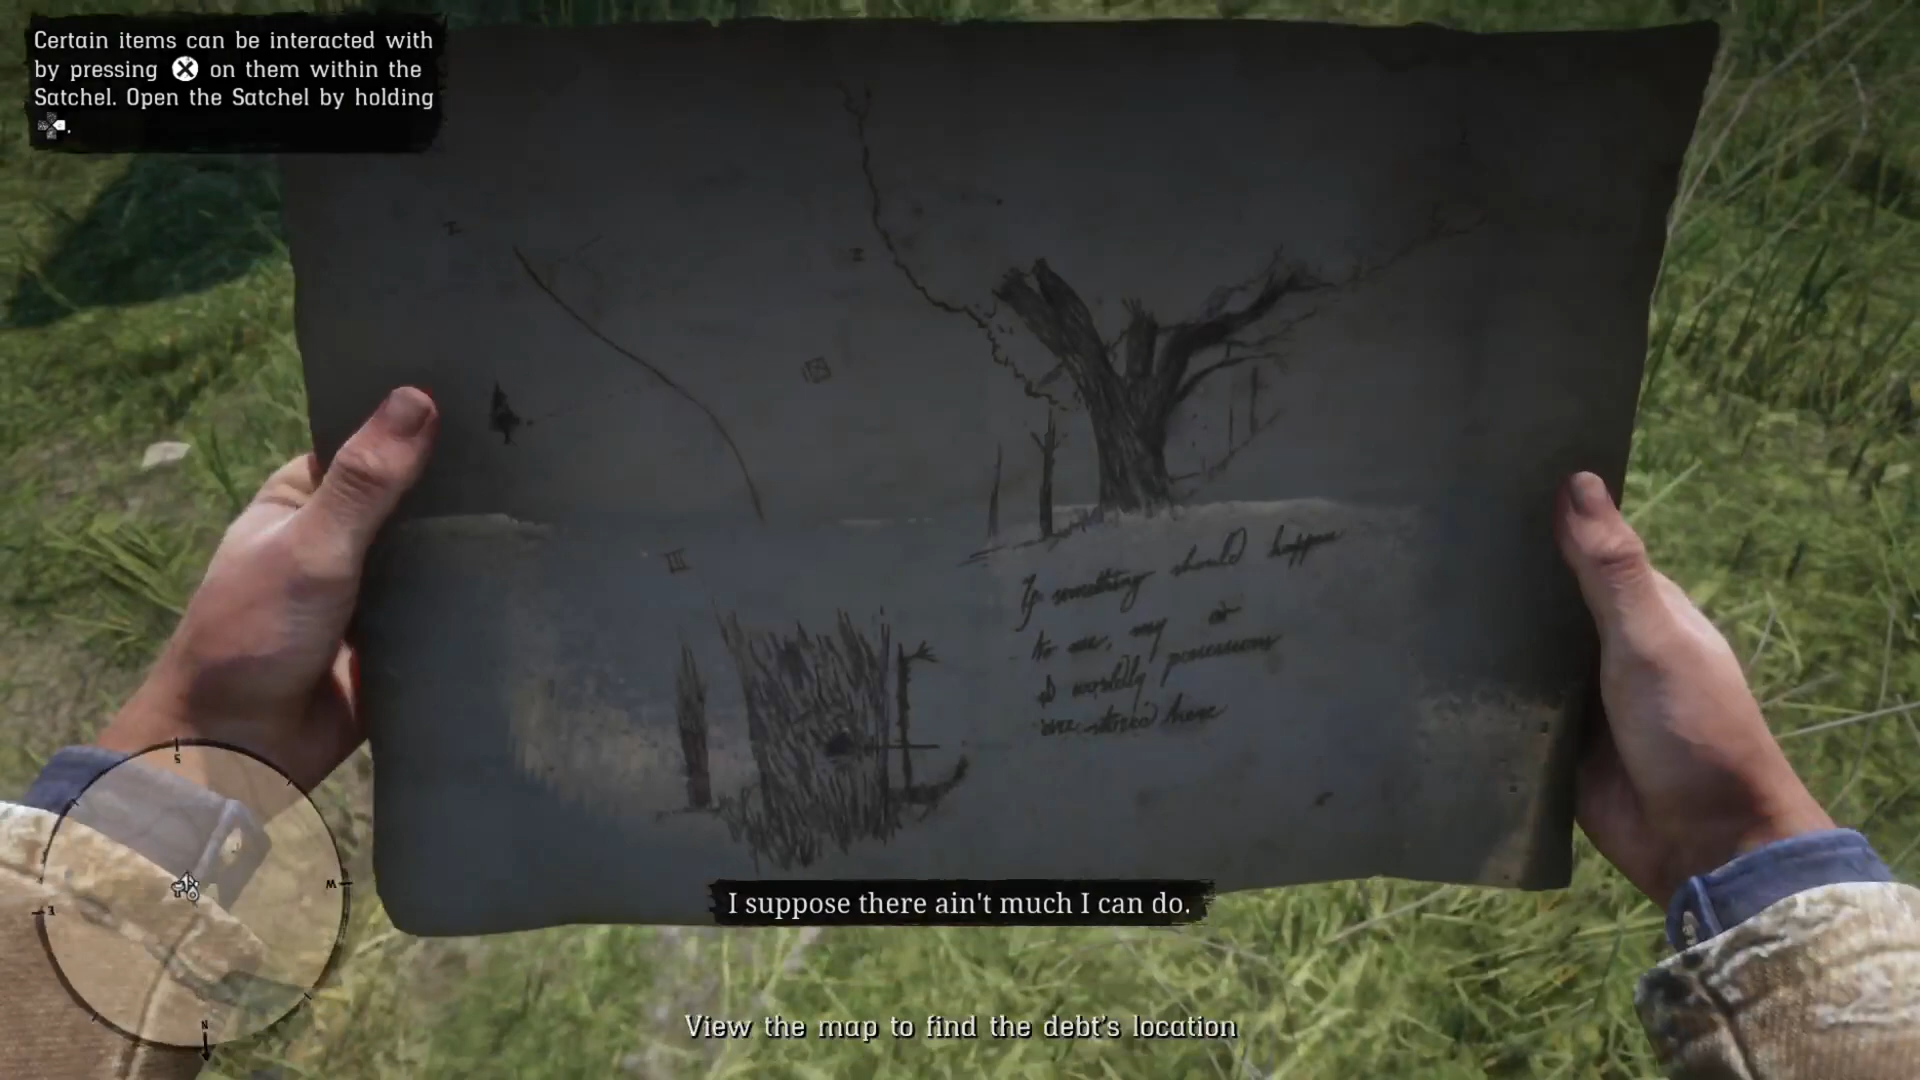 Certain items can be interacted with
by pressing ⓧ on them within the
Satchel. Open the Satchel by holding
.
I
II
III
If something should happen
to me, my
worldly possessions
are stored here
I suppose there ain't much I can do.
S
W
E
N
View the map to find the debt's location